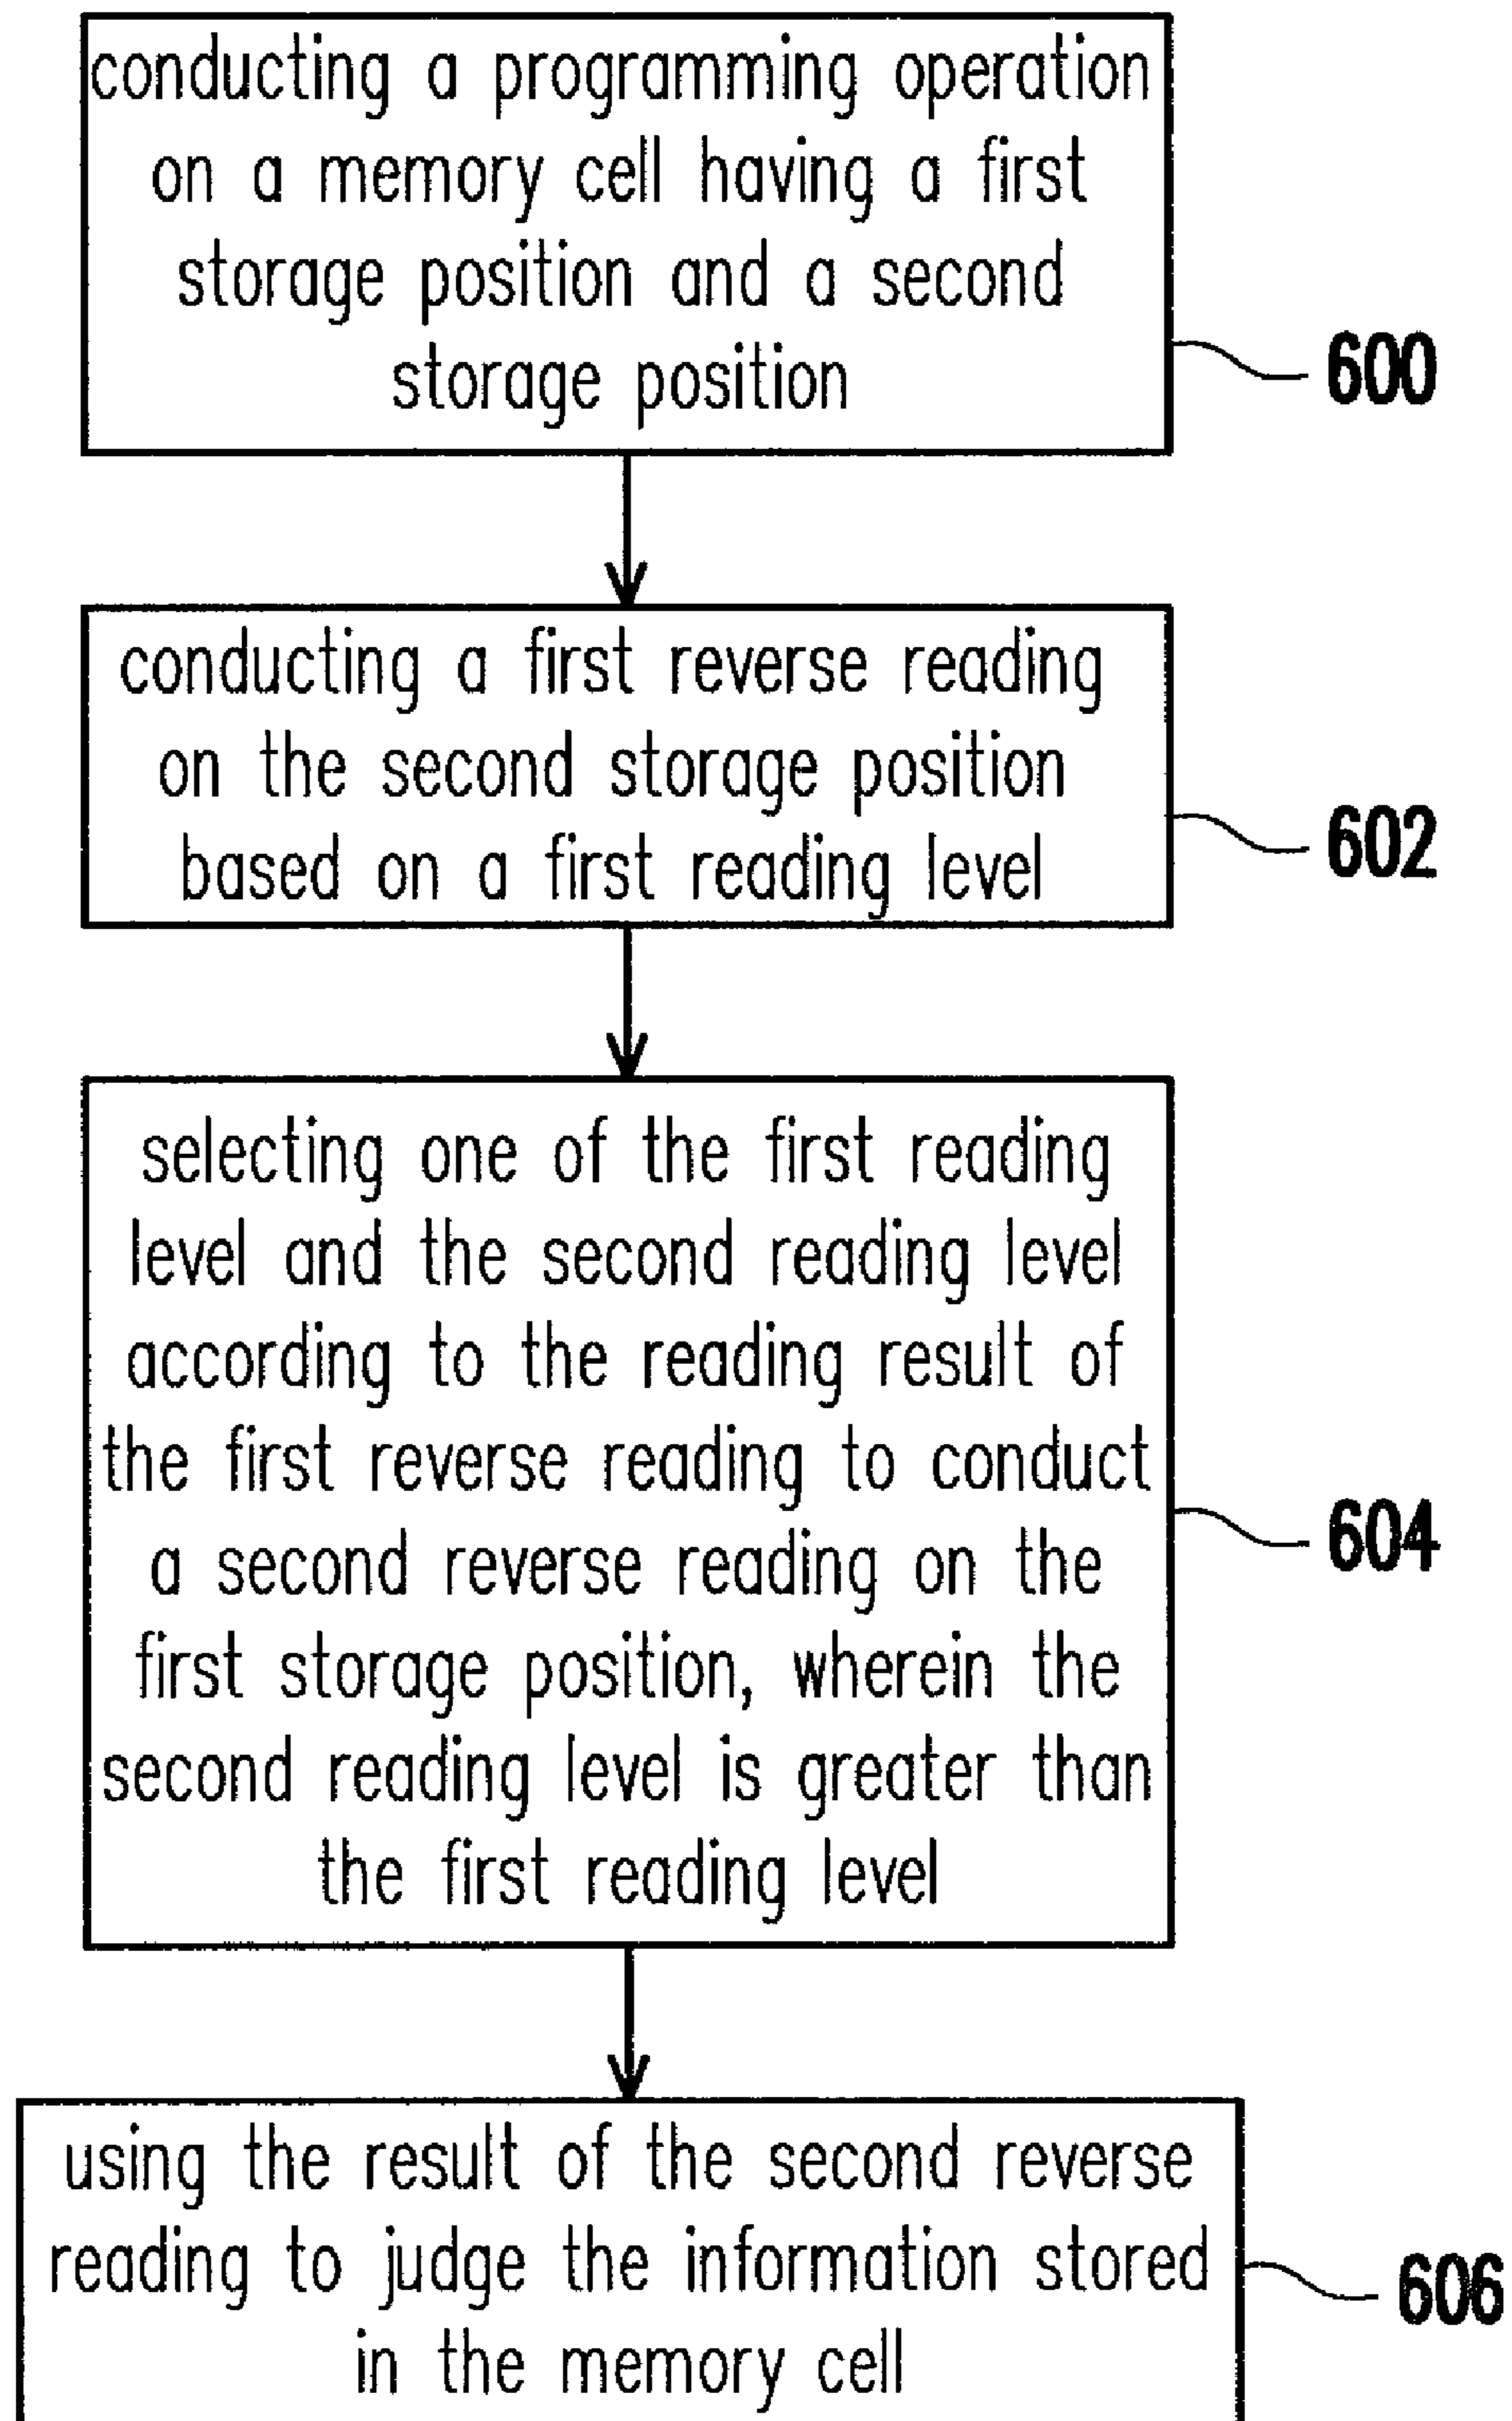 conducting a programming operation
on a memory cell having a first
storage position and a second
storage position
600
conducting a first reverse reading
on the second storage position
based on a first reading level
602
selecting one of the first reading
level and the second reading level
according to the reading result of
the first reverse reading to conduct
a second reverse reading on the
first storage position, wherein the
second reading level is greater than
the first reading level
604
using the result of the second reverse
reading to judge the information stored
in the memory cell
606